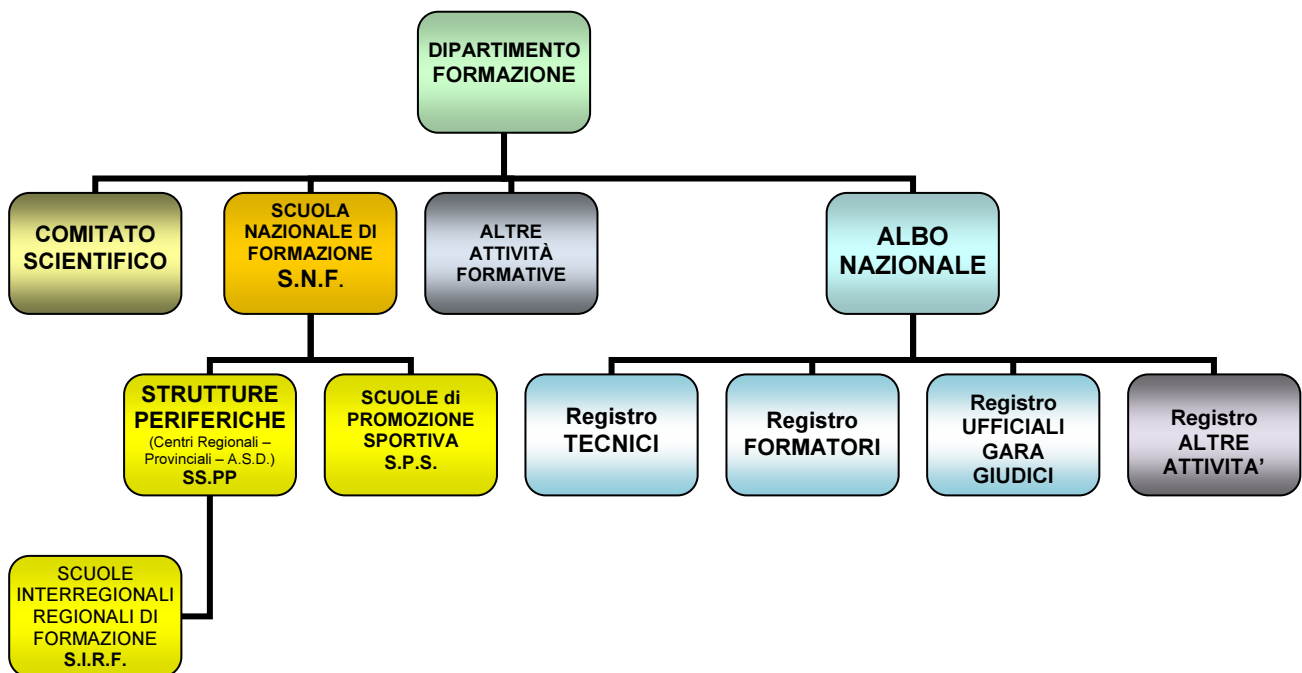 DIPARTIMENTO
FORMAZIONE
COMITATO
SCIENTIFICO
SCUOLA
NAZIONALE DI
FORMAZIONE
S.N.F.
ALTRE
ATTIVITÀ
FORMATIVE
ALBO
NAZIONALE
STRUTTURE
PERIFERICHE
(Centri Regionali –
Provinciali – A.S.D.)
SS.PP
SCUOLE di
PROMOZIONE
SPORTIVA
S.P.S.
Registro
TECNICI
Registro
FORMATORI
Registro
UFFICIALI
GARA
GIUDICI
Registro
ALTRE
ATTIVITA’
SCUOLE
INTERREGIONALI
REGIONALI DI
FORMAZIONE
S.I.R.F.